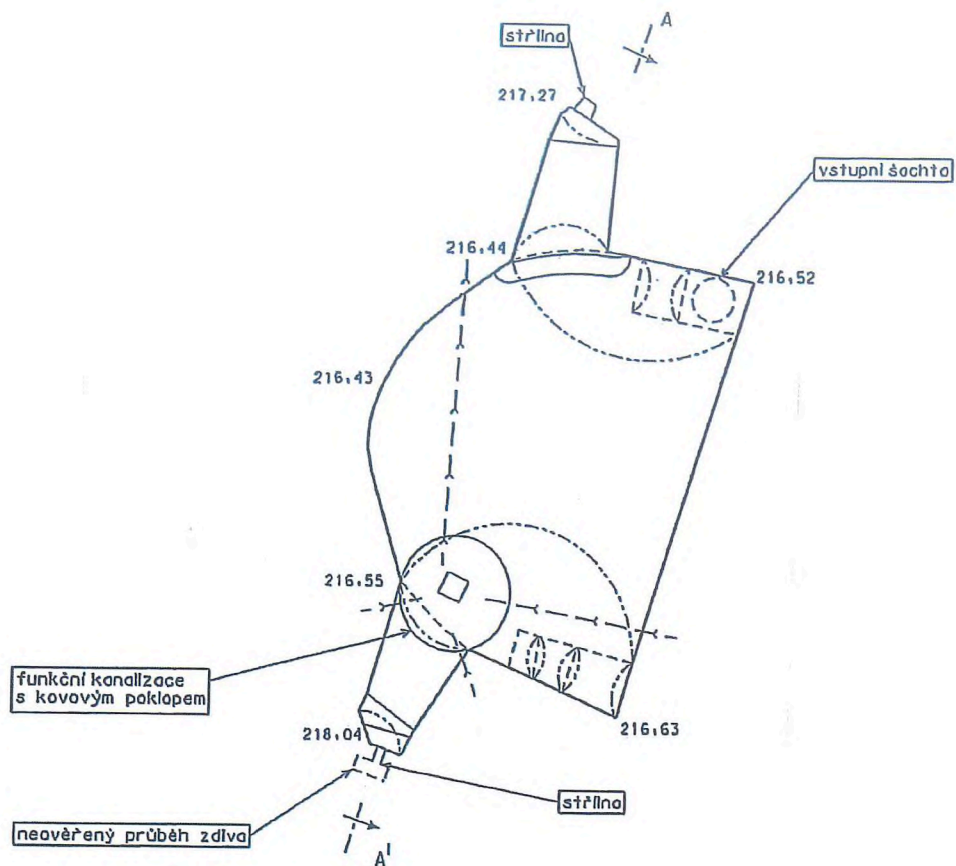 A
střílna
217,27
vstupní šachta
216,44
216,52
216,43
216,55
funkční kanalizace
s kovovým poklopem
218,04
216,63
střílna
neověřený průběh zdiva
A'